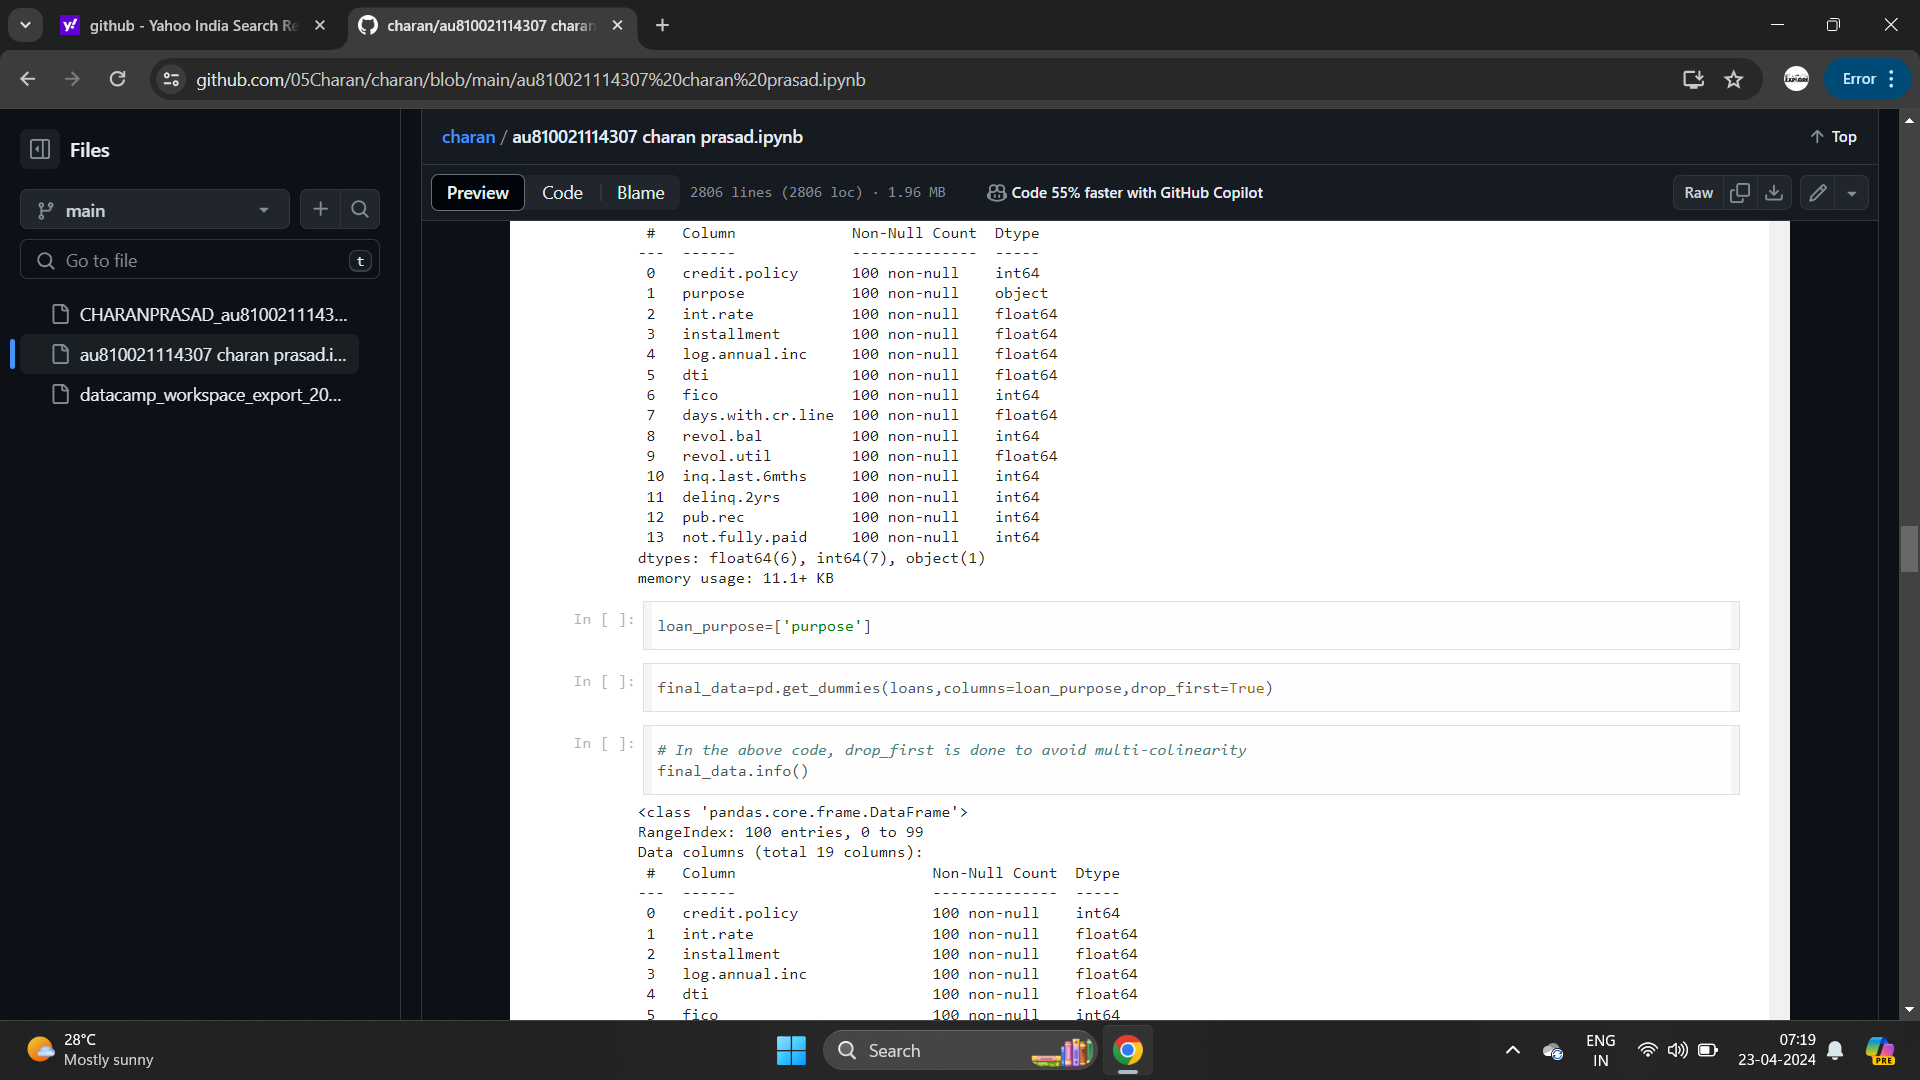 github - Yahoo India Search Re
charan/au810021114307 charan
github.com/05Charan/charan/blob/main/au810021114307%20charan%20prasad.ipynb
Error
Files
main
Go to file
t
CHARANPRASAD_au8100211143...
au810021114307 charan prasad.i...
datacamp_workspace_export_20...
charan / au810021114307 charan prasad.ipynb
Top
Preview Code Blame 2806 lines (2806 loc) · 1.96 MB Code 55% faster with GitHub Copilot Raw
# Column Non-Null Count Dtype
--- ------ -------------- -----
0 credit.policy 100 non-null int64
1 purpose 100 non-null object
2 int.rate 100 non-null float64
3 installment 100 non-null float64
4 log.annual.inc 100 non-null float64
5 dti 100 non-null float64
6 fico 100 non-null int64
7 days.with.cr.line 100 non-null float64
8 revol.bal 100 non-null int64
9 revol.util 100 non-null float64
10 inq.last.6mths 100 non-null int64
11 delinq.2yrs 100 non-null int64
12 pub.rec 100 non-null int64
13 not.fully.paid 100 non-null int64
dtypes: float64(6), int64(7), object(1)
memory usage: 11.1+ KB
In [ ]: loan_purpose=['purpose']
In [ ]: final_data=pd.get_dummies(loans,columns=loan_purpose,drop_first=True)
In [ ]: # In the above code, drop_first is done to avoid multi-colinearity
final_data.info()
<class 'pandas.core.frame.DataFrame'>
RangeIndex: 100 entries, 0 to 99
Data columns (total 19 columns):
# Column Non-Null Count Dtype
--- ------ -------------- -----
0 credit.policy 100 non-null int64
1 int.rate 100 non-null float64
2 installment 100 non-null float64
3 log.annual.inc 100 non-null float64
4 dti 100 non-null float64
5 fico 100 non-null int64
28°C
Mostly sunny
Search
ENG
IN
07:19
23-04-2024
PRE